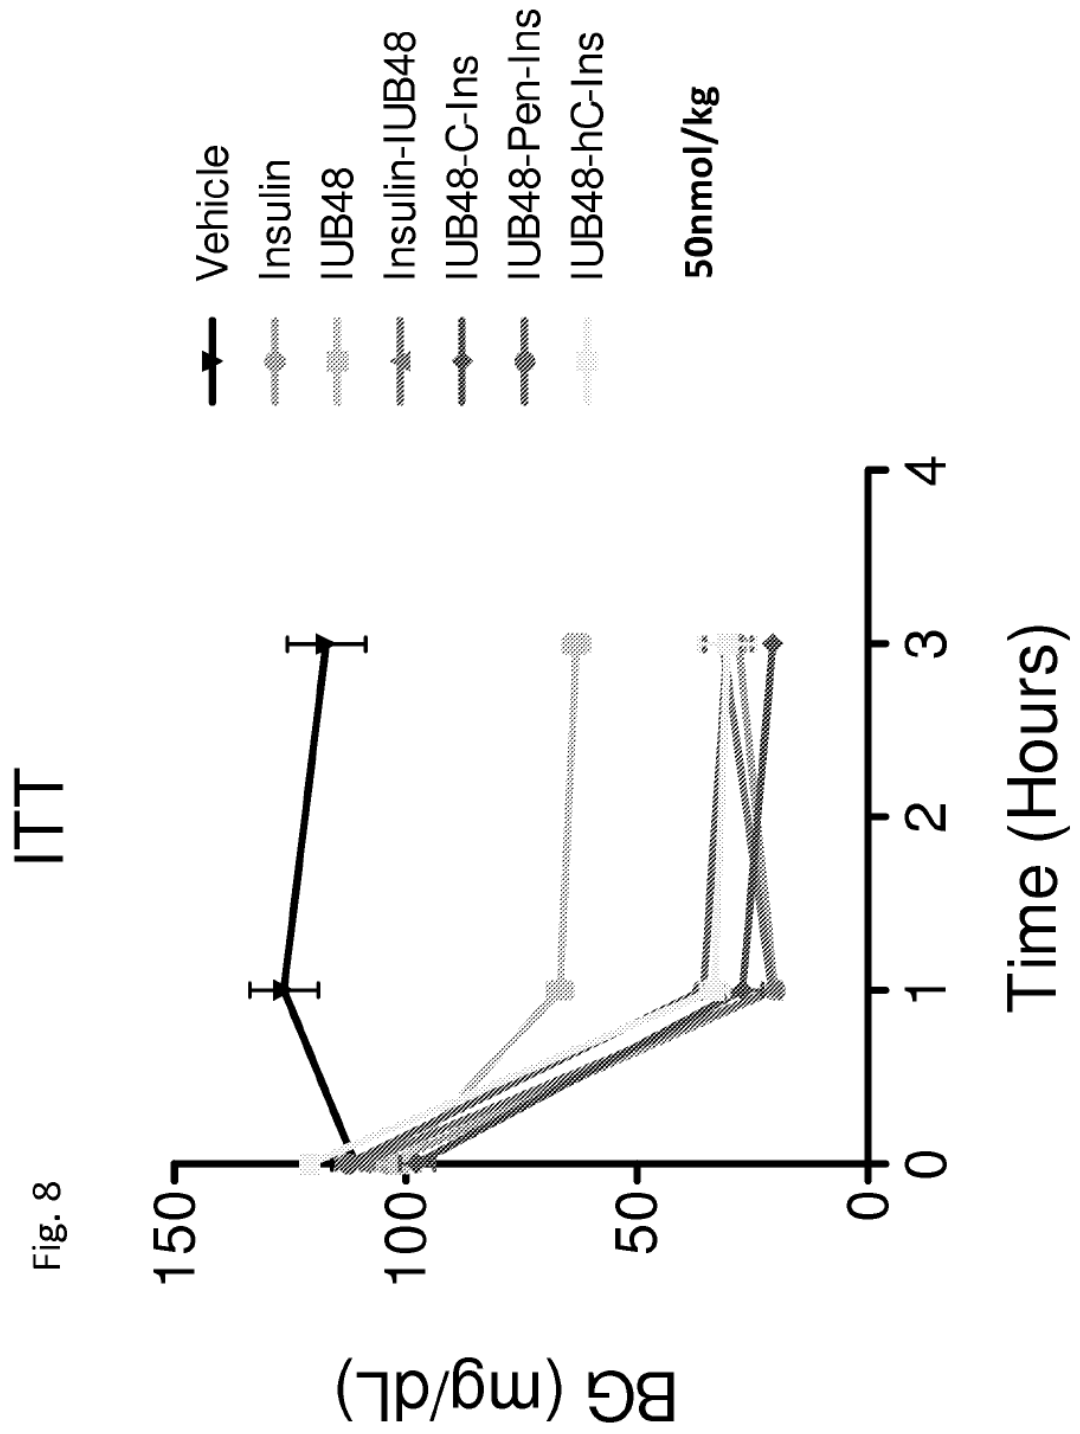 Fig. 8
ITT
BG (mg/dL)
150
100
50
0
0
1
2
3
4
Time (Hours)
Vehicle
Insulin
IUB48
Insulin-IUB48
IUB48-C-Ins
IUB48-Pen-Ins
IUB48-hC-Ins
50nmol/kg